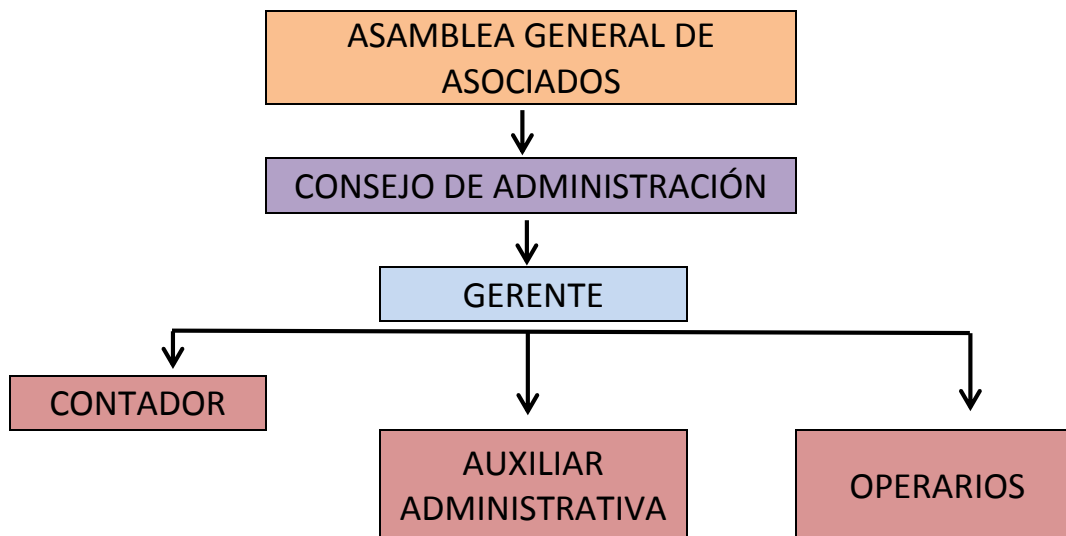 ASAMBLEA GENERAL DE
ASOCIADOS
CONSEJO DE ADMINISTRACIÓN
GERENTE
CONTADOR
AUXILIAR
ADMINISTRATIVA
OPERARIOS